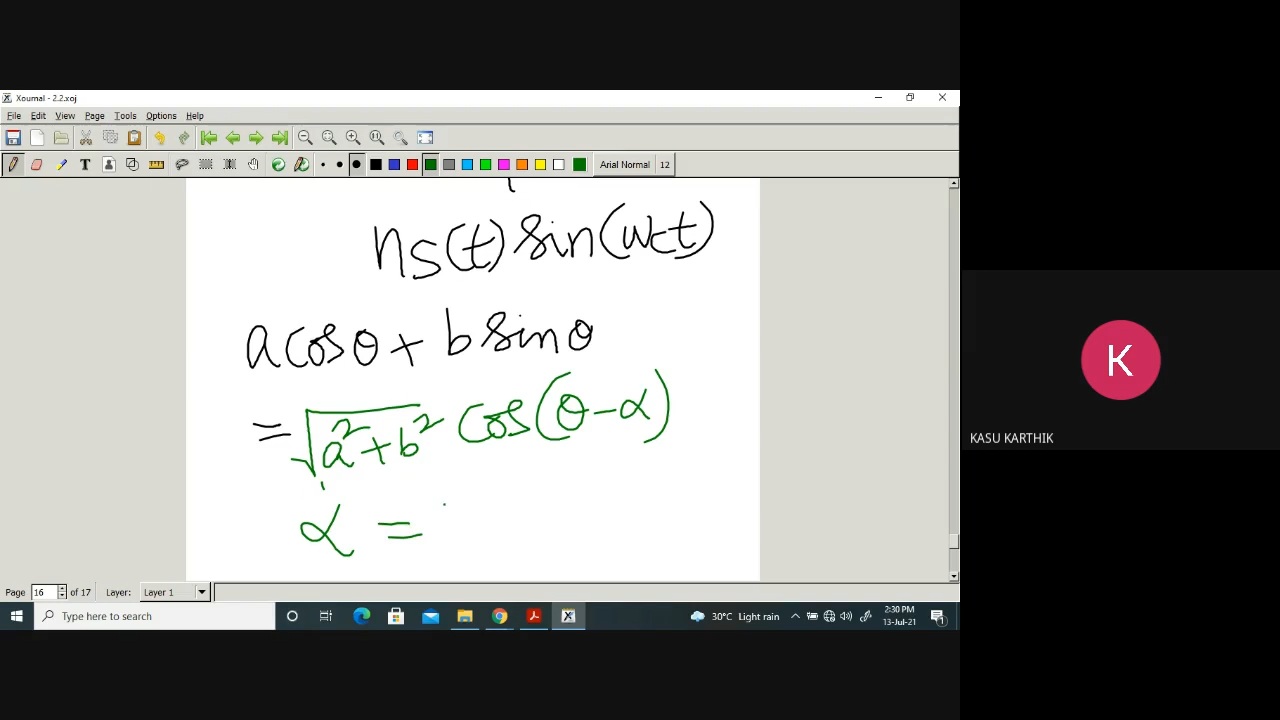 Xournal - 2.2.xoj
File Edit View Page Tools Options Help
T Arial Normal 12
ns(t) sin(wct)
a cosθ + b sinθ
= √a²+b² cos(θ-α)
α =
K
KASU KARTHIK
Page 16 of 17 Layer: Layer 1
Type here to search
30°C Light rain
2:30 PM
13-Jul-21
1